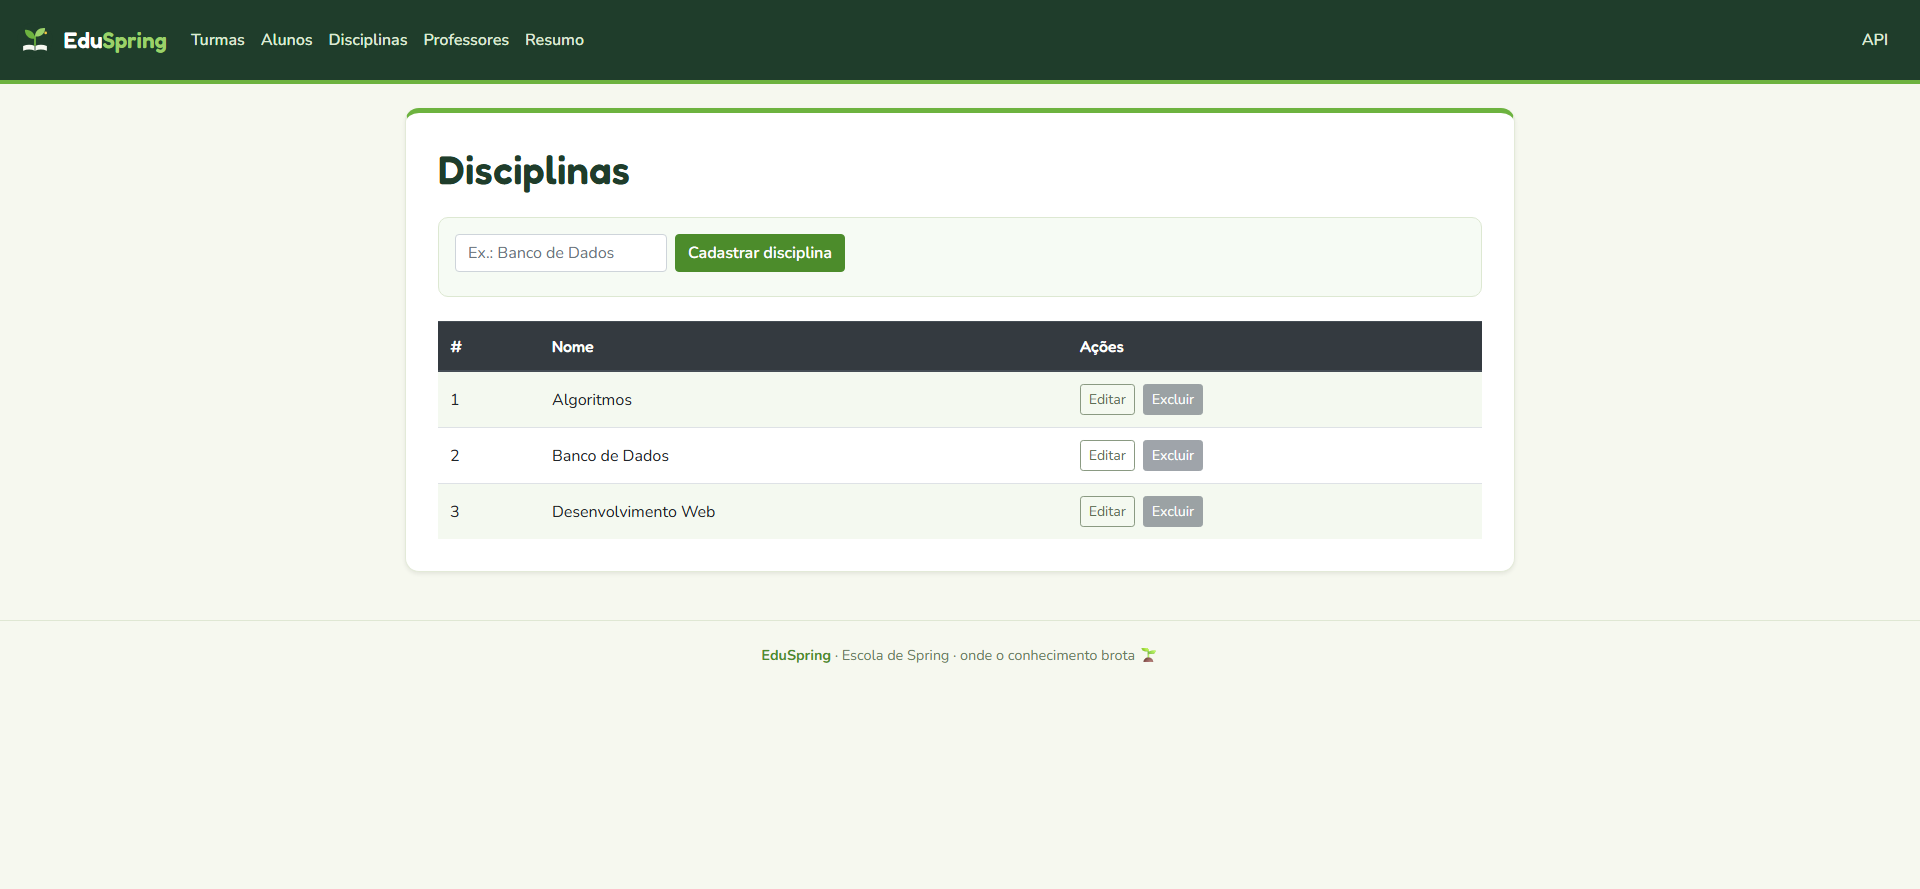 EduSpring Turmas Alunos Disciplinas Professores Resumo API
Disciplinas
Ex.: Banco de Dados Cadastrar disciplina
# Nome Ações
1 Algoritmos Editar Excluir
2 Banco de Dados Editar Excluir
3 Desenvolvimento Web Editar Excluir
EduSpring · Escola de Spring · onde o conhecimento brota 🌱